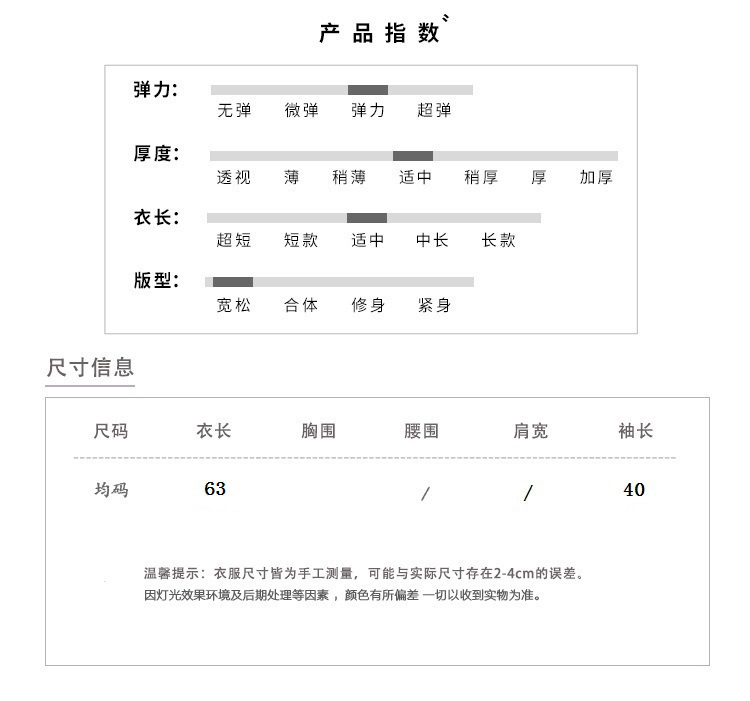 产品指数
弹力:
无弹 微弹 弹力 超弹
厚度:
透视 薄 稍薄 适中 稍厚 厚 加厚
衣长:
超短 短款 适中 中长 长款
版型:
宽松 合体 修身 紧身
尺寸信息
尺码 衣长 胸围 腰围 肩宽 袖长
均码 63 / / 40
温馨提示：衣服尺寸皆为手工测量，可能与实际尺寸存在2-4cm的误差。
因灯光效果环境及后期处理等因素，颜色有所偏差 一切以收到实物为准。